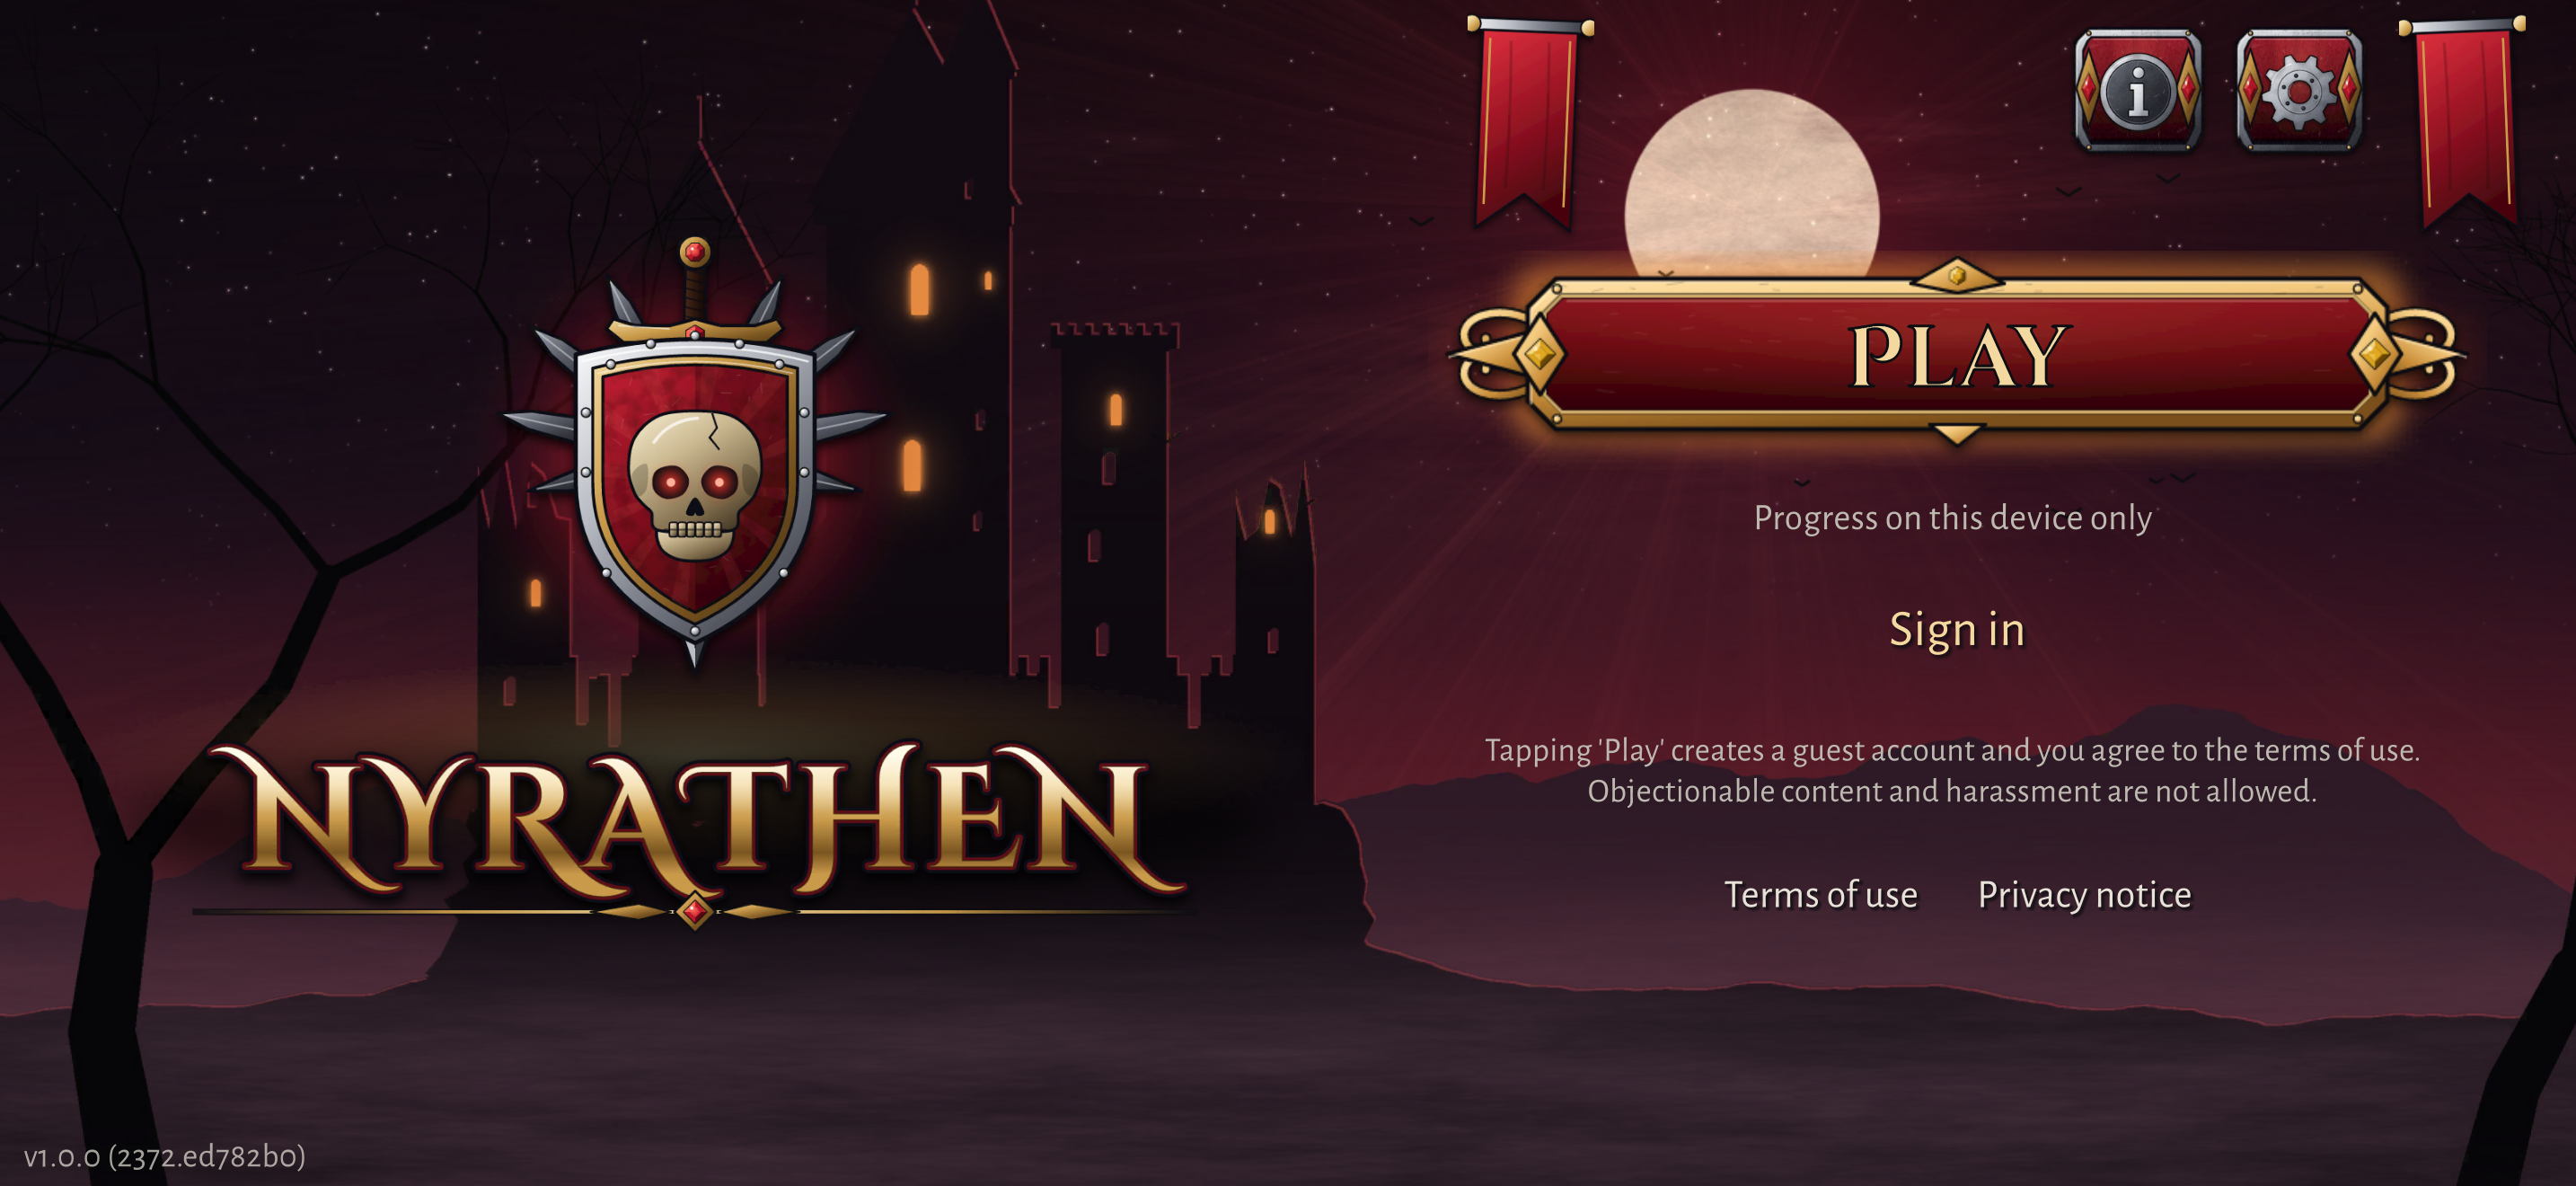 PLAY
Progress on this device only
Sign in
Tapping 'Play' creates a guest account and you agree to the terms of use.
Objectionable content and harassment are not allowed.
Terms of use Privacy notice
NYRATHEN
v1.0.0 (2372.ed782b0)